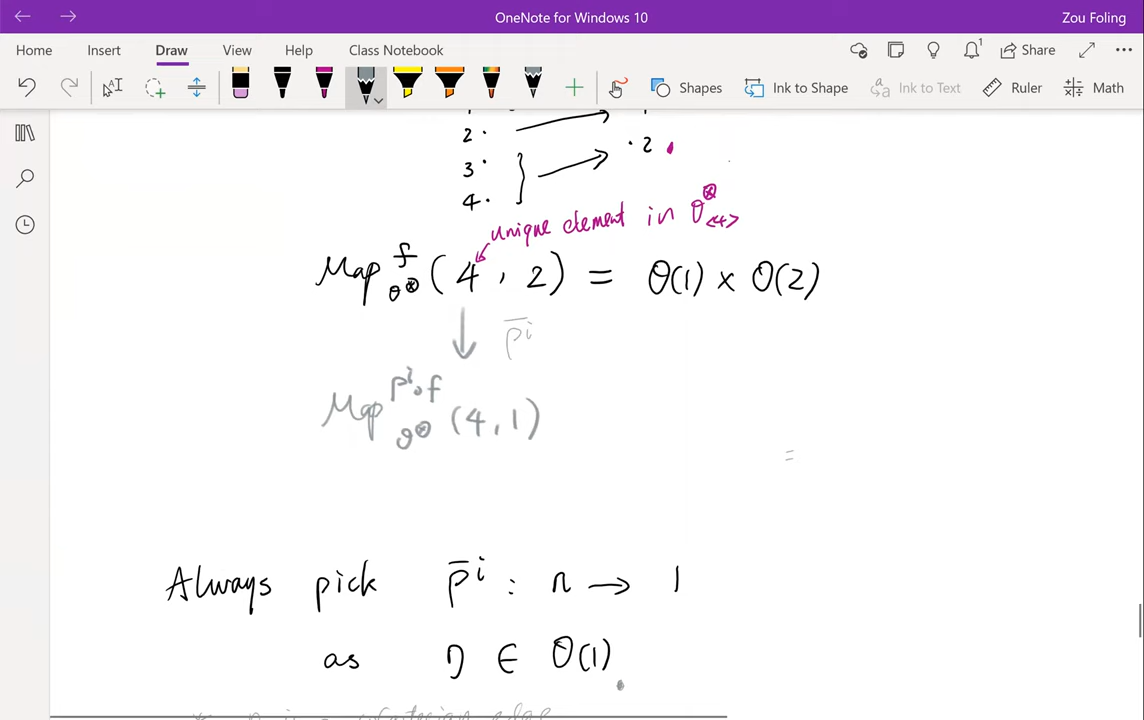 OneNote for Windows 10
Zou Foling
Home Insert Draw View Help Class Notebook
Share
Shapes Ink to Shape Ink to Text Ruler Math
2 ·
3 · · 2
4 ·
unique element in O^⊗_<4>
Map^f_{O^⊗} (4, 2) = O(1) × O(2)
↓ p̄^i
Map^{p^i∘f}_{O^⊗} (4, 1)
=
Always pick p̄^i : n → 1
as η ∈ O(1)